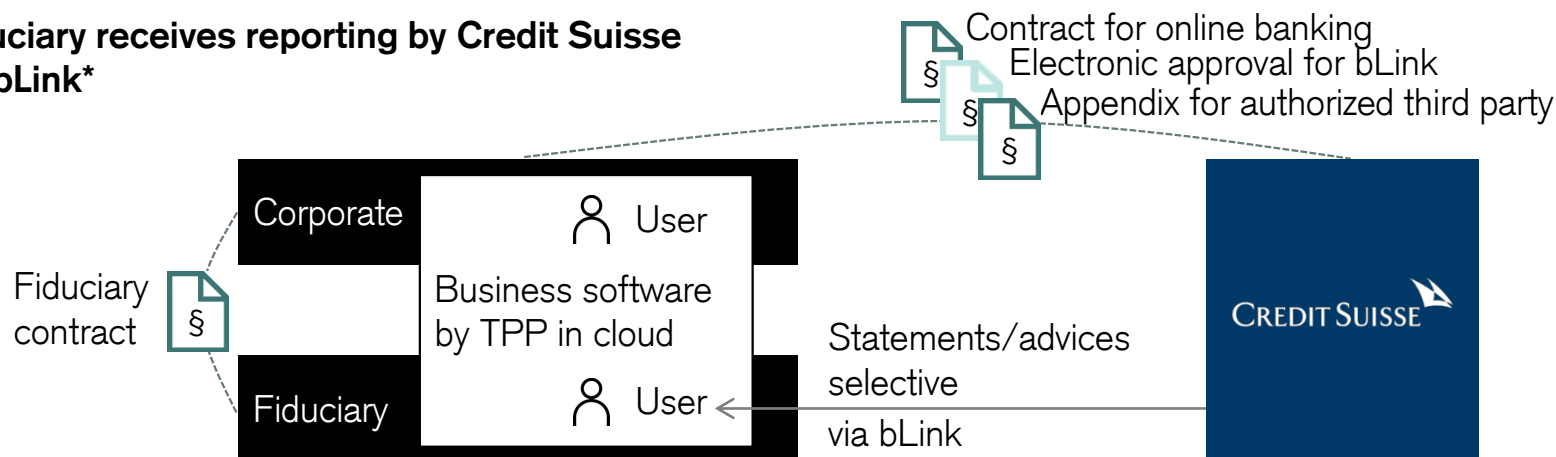 uciary receives reporting by Credit Suisse
bLink*
Contract for online banking
§
Electronic approval for bLink
§
Appendix for authorized third party
§
Corporate
User
Fiduciary
contract
§
Business software
by TPP in cloud
CREDIT SUISSE
Statements/advices
selective
Fiduciary
User
via bLink